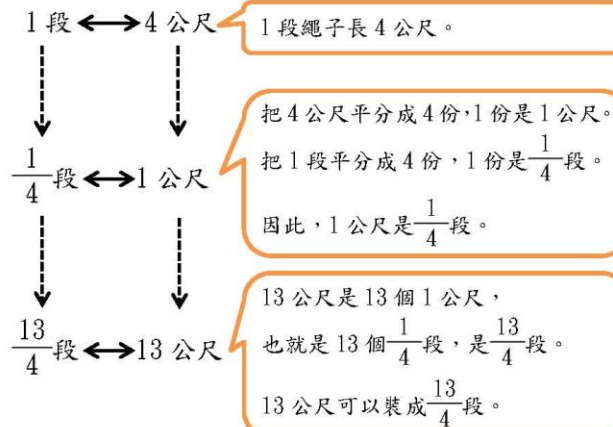 1段 4公尺
1段繩子長4公尺。
把4公尺平分成4份,1份是1公尺。
把1段平分成4份,1份是1/4段。
因此,1公尺是1/4段。
1/4段 1公尺
13公尺是13個1公尺,
也就是13個1/4段,是13/4段。
13公尺可以裝成13/4段。
13/4段 13公尺